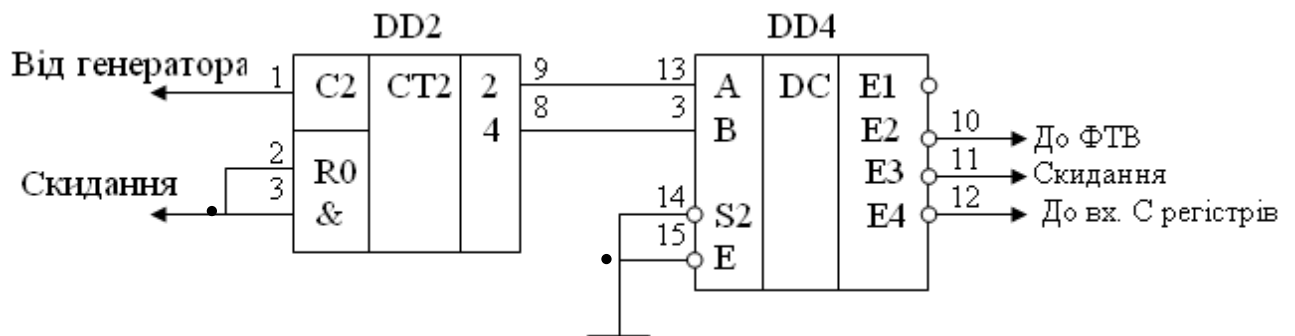 DD2
DD4
Від генератора
1
C2
CT2
2
9
13
A
DC
E1
4
8
3
B
E2
10
До ФТВ
Скидання
2
3
R0
&
E3
11
Скидання
14
S2
E4
12
До вх. С регістрів
15
E